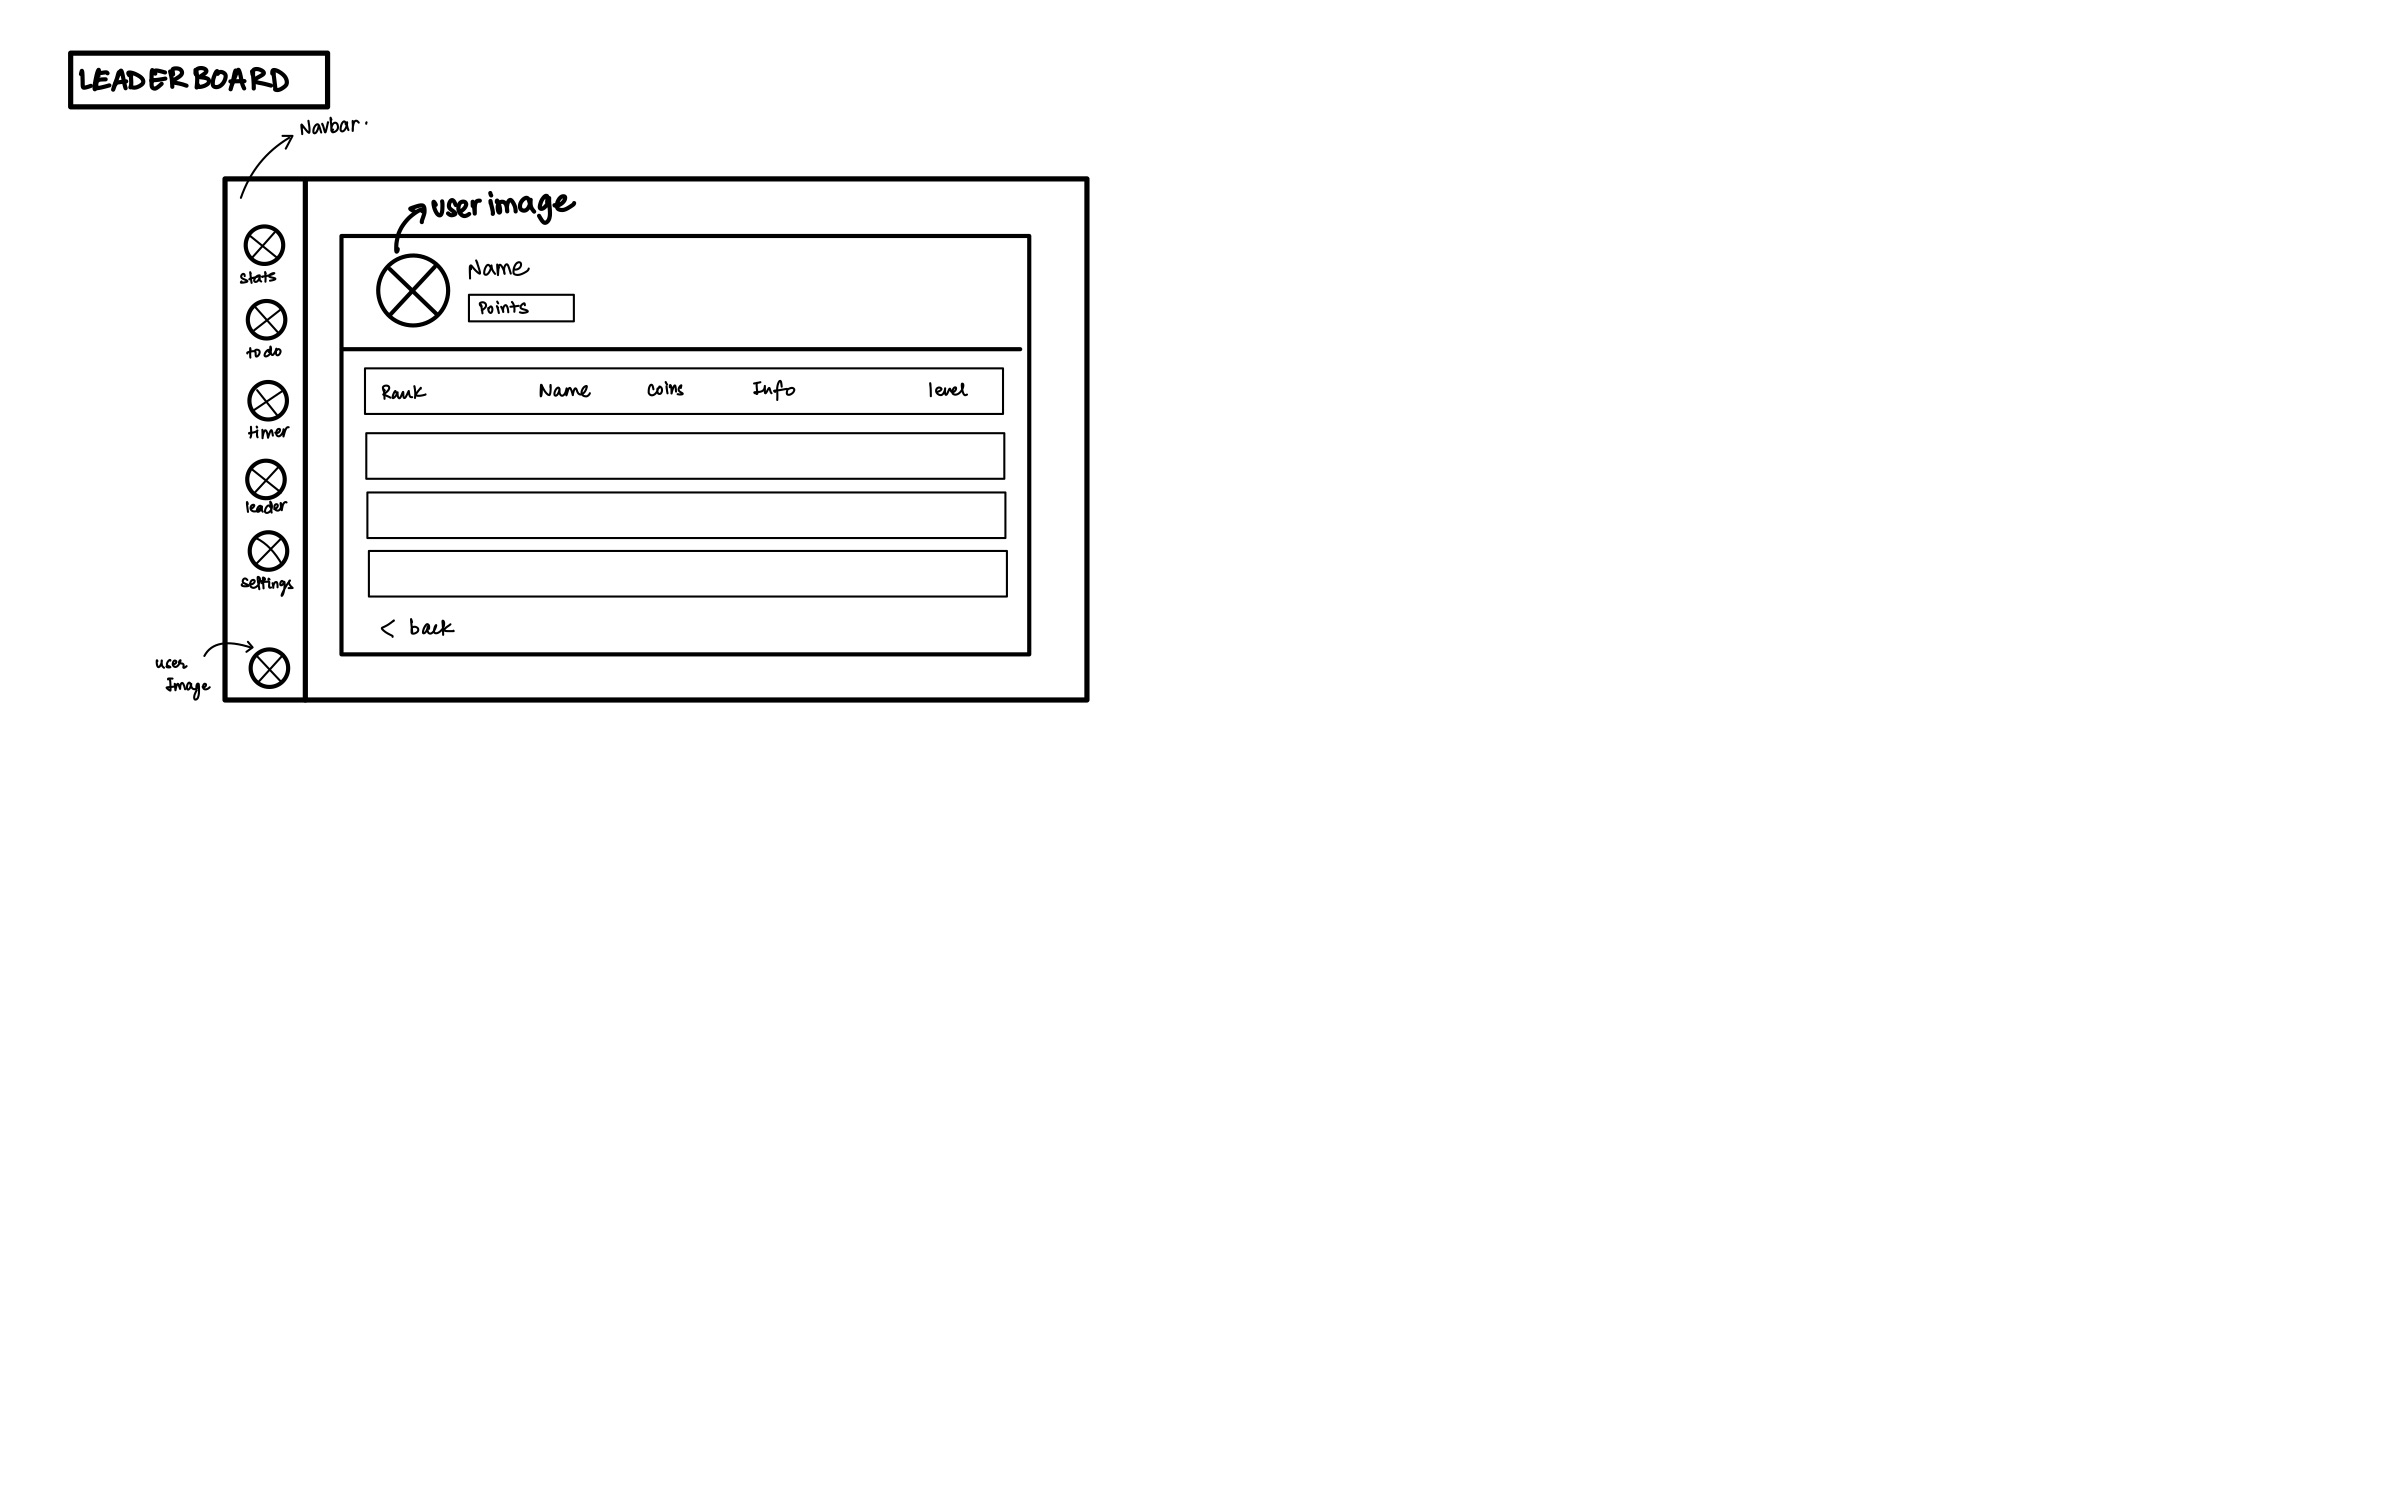 LEADERBOARD
Navbar.
user image
stats
to do
timer
leader
settings
user
Image
Name
Points
Rank Name coins Info level
< back